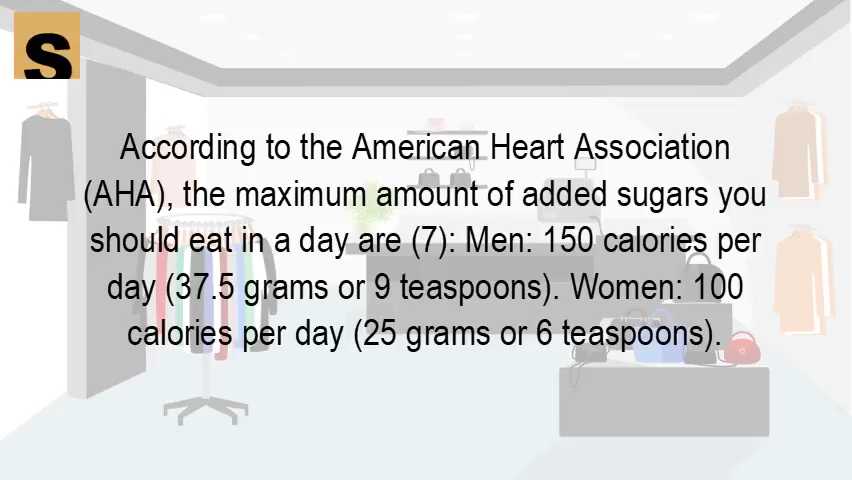 S
According to the American Heart Association
(AHA), the maximum amount of added sugars you
should eat in a day are (7): Men: 150 calories per
day (37.5 grams or 9 teaspoons). Women: 100
calories per day (25 grams or 6 teaspoons).